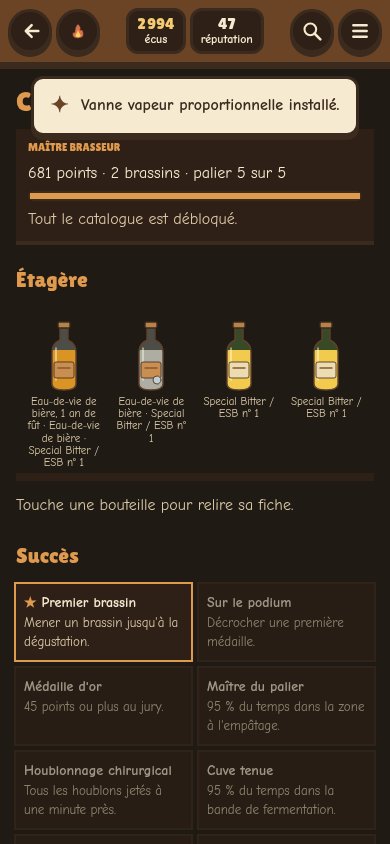 2 994
écus
47
réputation
C
Vanne vapeur proportionnelle installé.
MAÎTRE BRASSEUR
681 points · 2 brassins · palier 5 sur 5
Tout le catalogue est débloqué.
Étagère
Eau-de-vie de
bière, 1 an de
fût · Eau-de-vie
de bière ·
Special Bitter /
ESB n° 1
Eau-de-vie de
bière · Special
Bitter / ESB n°
1
Special Bitter /
ESB n° 1
Special Bitter /
ESB n° 1
Touche une bouteille pour relire sa fiche.
Succès
★ Premier brassin
Mener un brassin jusqu'à la
dégustation.
Sur le podium
Décrocher une première
médaille.
Médaille d'or
45 points ou plus au jury.
Maître du palier
95 % du temps dans la zone
à l'empâtage.
Houblonnage chirurgical
Tous les houblons jetés à
une minute près.
Cuve tenue
95 % du temps dans la
bande de fermentation.